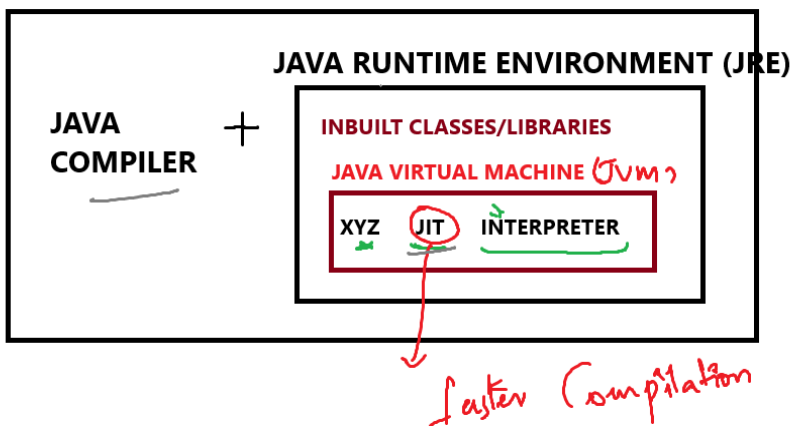 JAVA RUNTIME ENVIRONMENT (JRE)
JAVA
COMPILER
+
INBUILT CLASSES/LIBRARIES
JAVA VIRTUAL MACHINE (JVM)
XYZ JIT INTERPRETER
faster Compilation